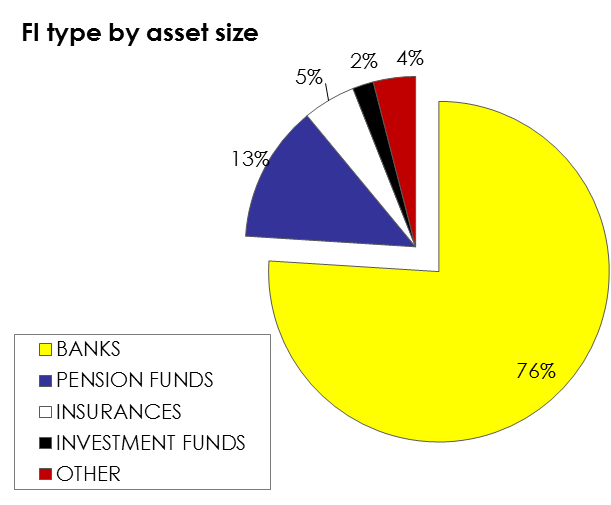 FI type by asset size
4%
2%
5%
13%
76%
BANKS
PENSION FUNDS
INSURANCES
INVESTMENT FUNDS
OTHER